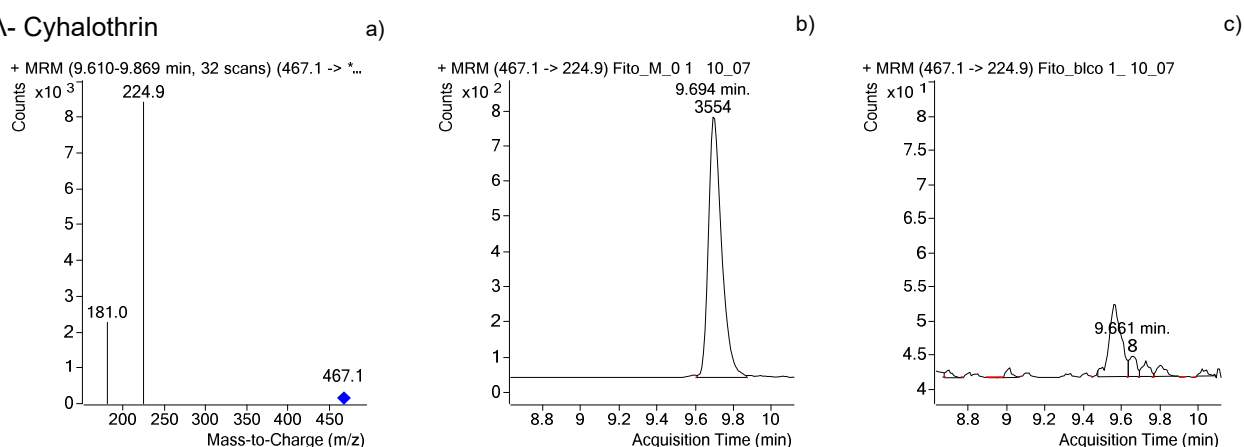 - Cyhalothrin
a)
b)
c)
+ MRM (9.610-9.869 min, 32 scans) (467.1 -> *...
Counts
x10 3
224.9
8
7
6
5
4
3
2
1
0
181.0
467.1
200 250 300 350 400 450
Mass-to-Charge (m/z)
+ MRM (467.1 -> 224.9) Fito_M_0 1 10_07
Counts
x10 2
9.694 min.
3554
8
7
6
5
4
3
2
1
0
8.8 9 9.2 9.4 9.6 9.8 10
Acquisition Time (min)
+ MRM (467.1 -> 224.9) Fito_blco 1_ 10_07
Counts
x10 1
8
7.5
7
6.5
6
5.5
5
4.5
4
9.661 min.
8
8.8 9 9.2 9.4 9.6 9.8 10
Acquisition Time (min)